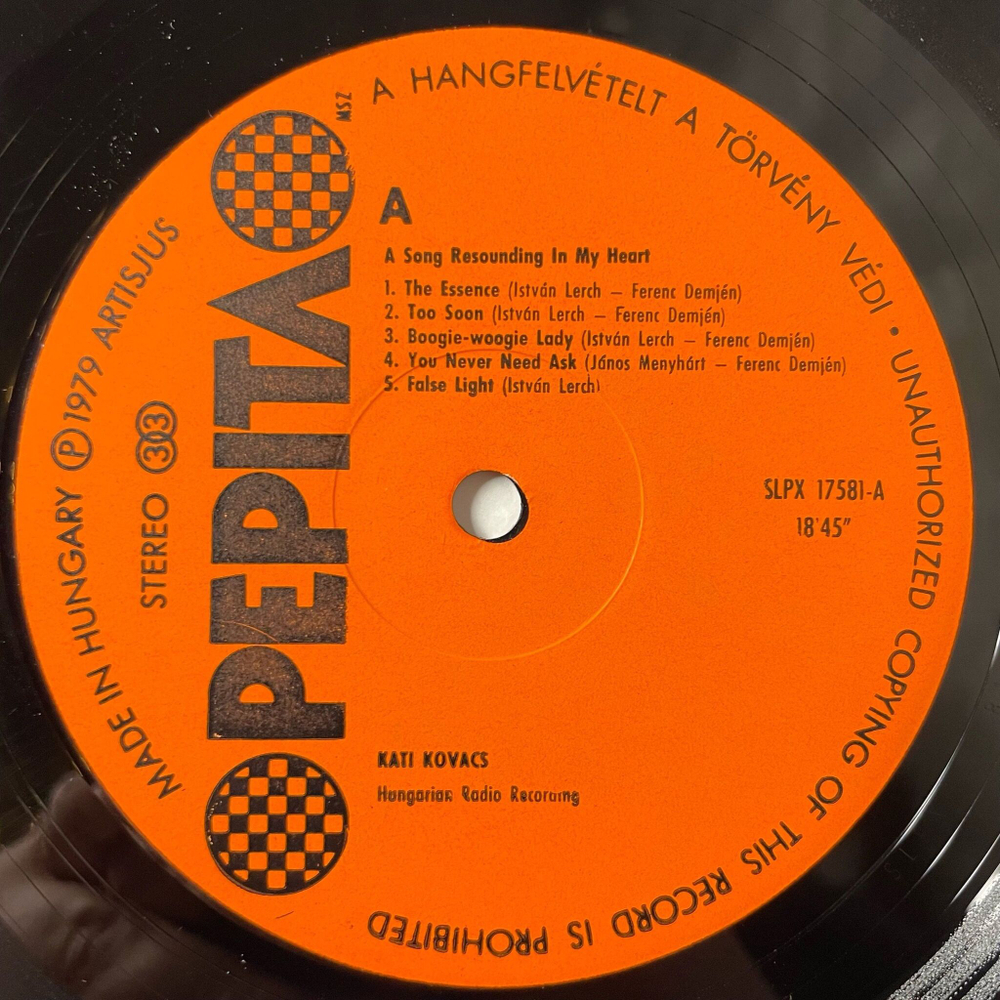 A HANGFELVÉTELT A TÖRVÉNY VÉDI • UNAUTHORIZED COPYING OF THIS RECORD IS PROHIBITED
MADE IN HUNGARY Ⓟ 1979 ARTISJUS
STEREO 33
PEPITA
MSZ
A
A Song Resounding In My Heart
1. The Essence (István Lerch – Ferenc Demjén)
2. Too Soon (István Lerch – Ferenc Demjén)
3. Boogie-woogie Lady (István Lerch – Ferenc Demjén)
4. You Never Need Ask (János Menyhárt – Ferenc Demjén)
5. False Light (István Lerch)
SLPX 17581-A
18'45"
KATI KOVACS
Hungarian Radio Recording